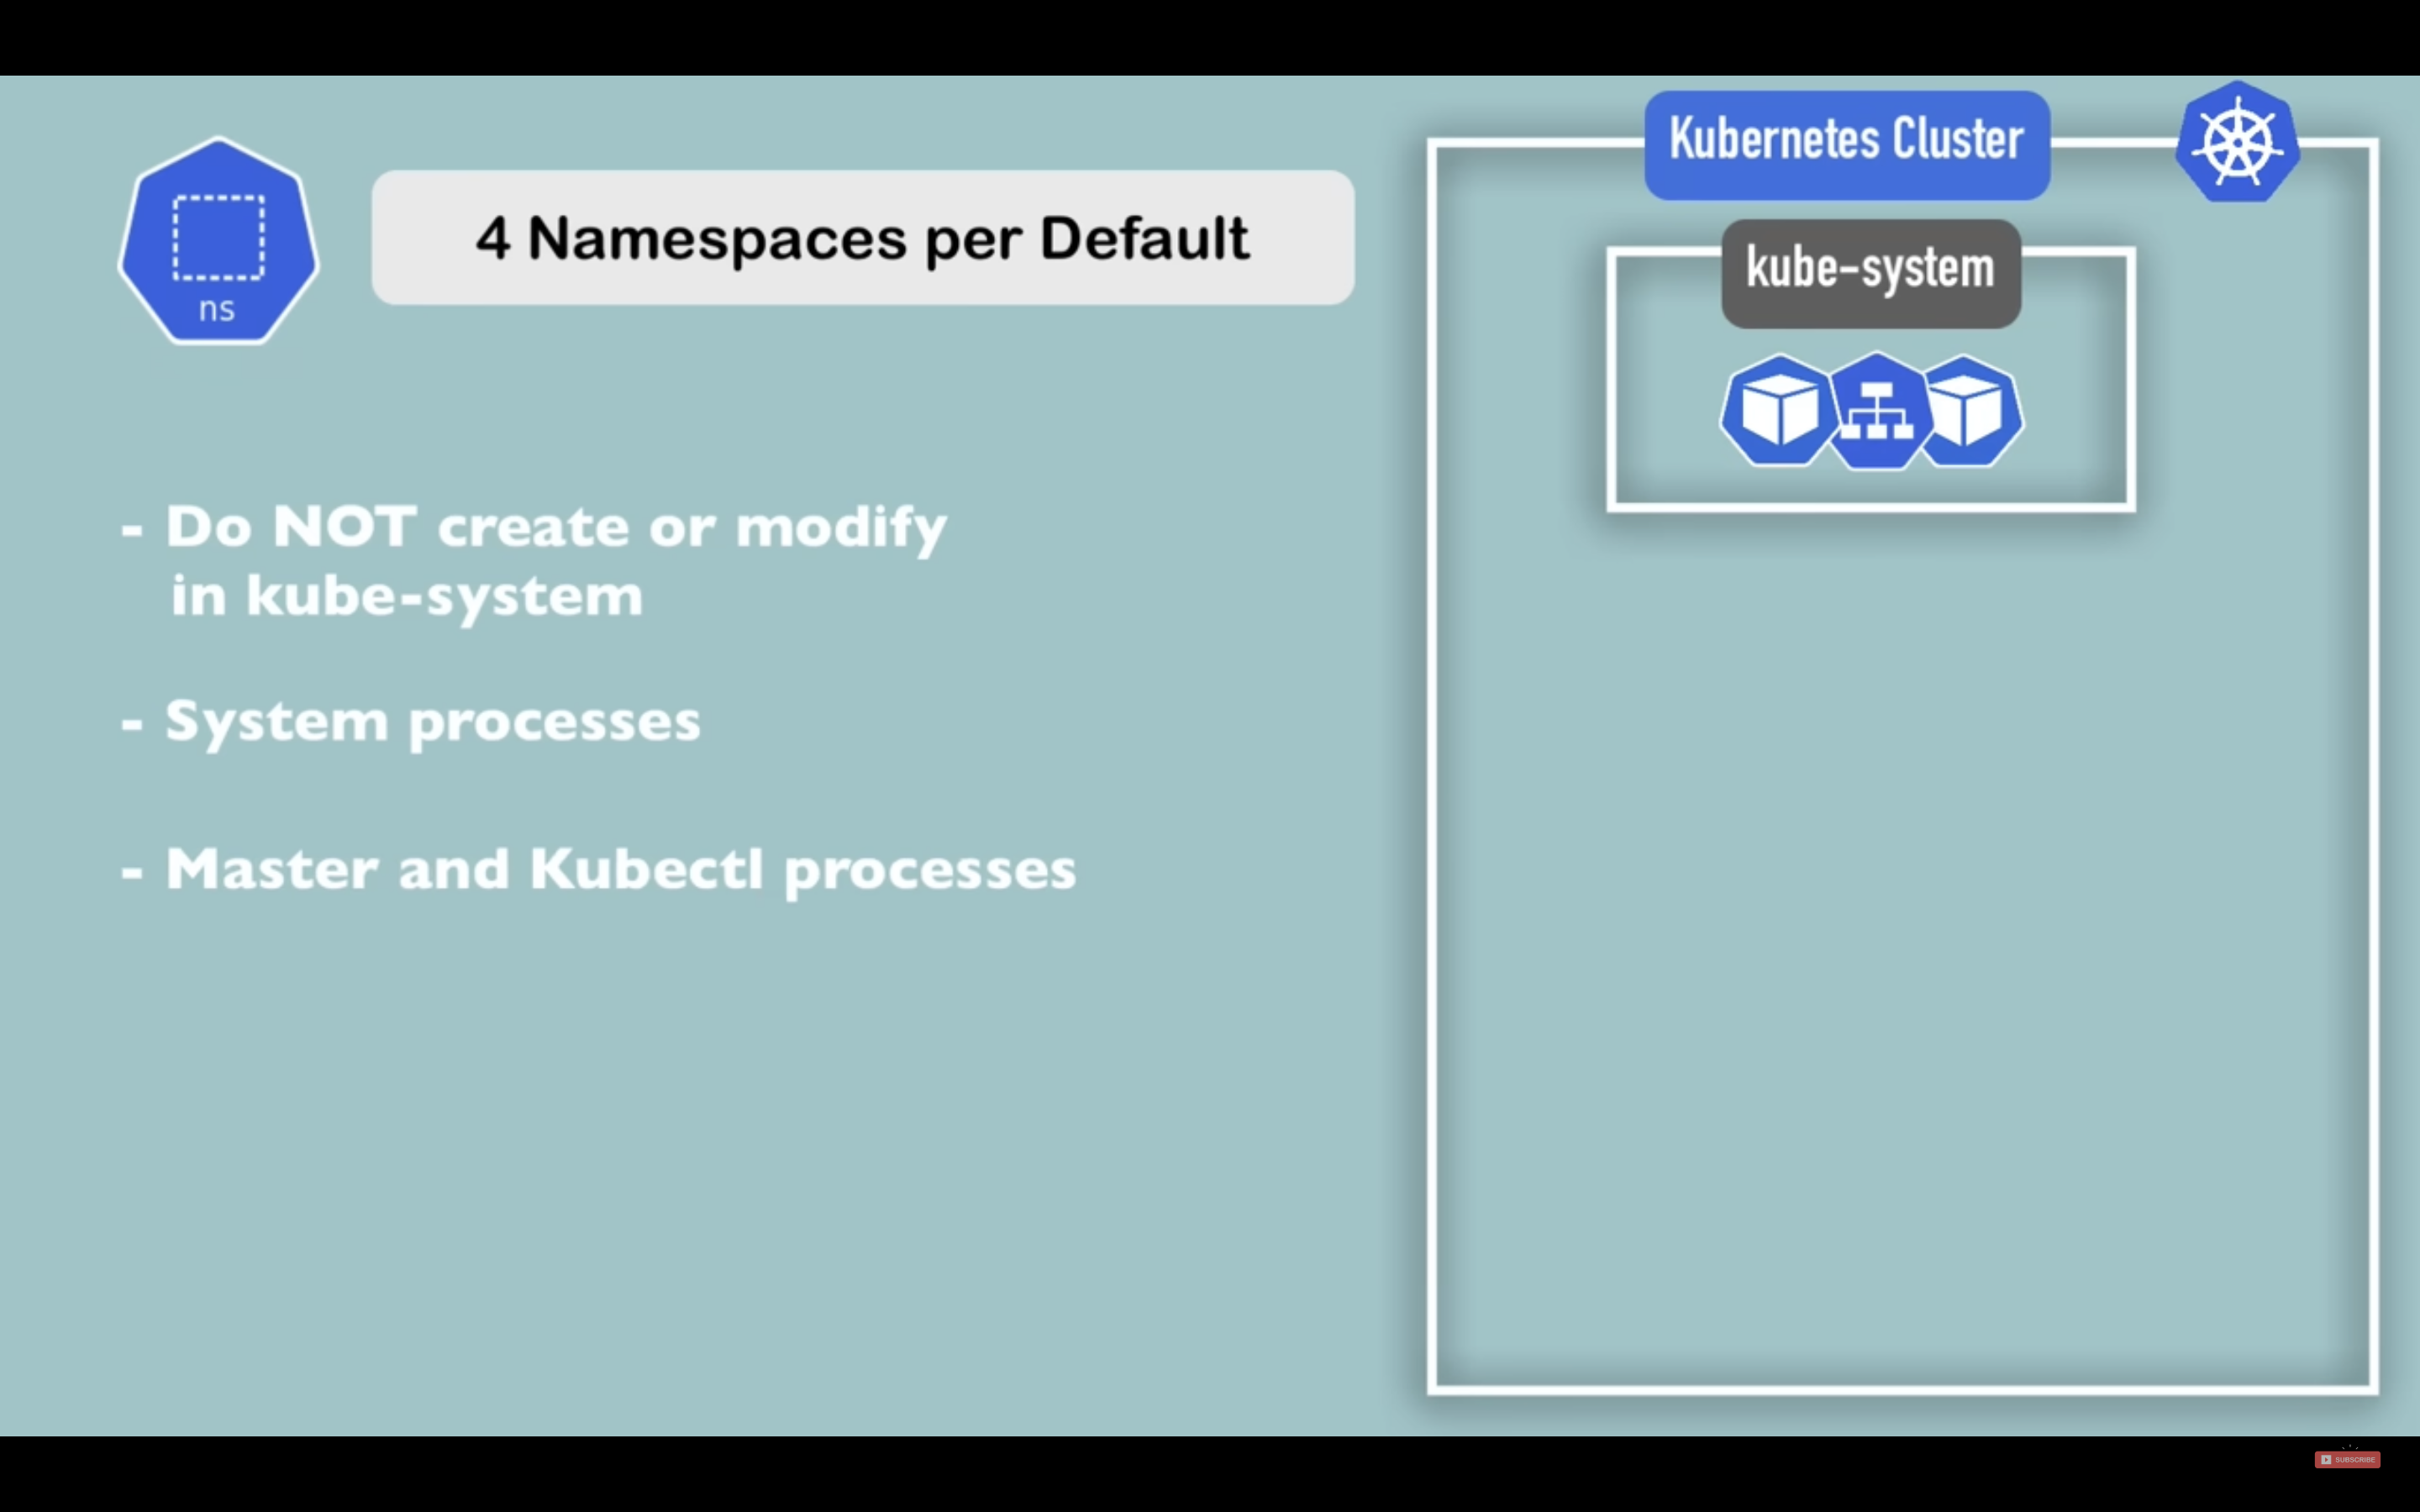 ns
4 Namespaces per Default
- Do NOT create or modify
in kube-system
- System processes
- Master and Kubectl processes
Kubernetes Cluster
kube-system
SUBSCRIBE